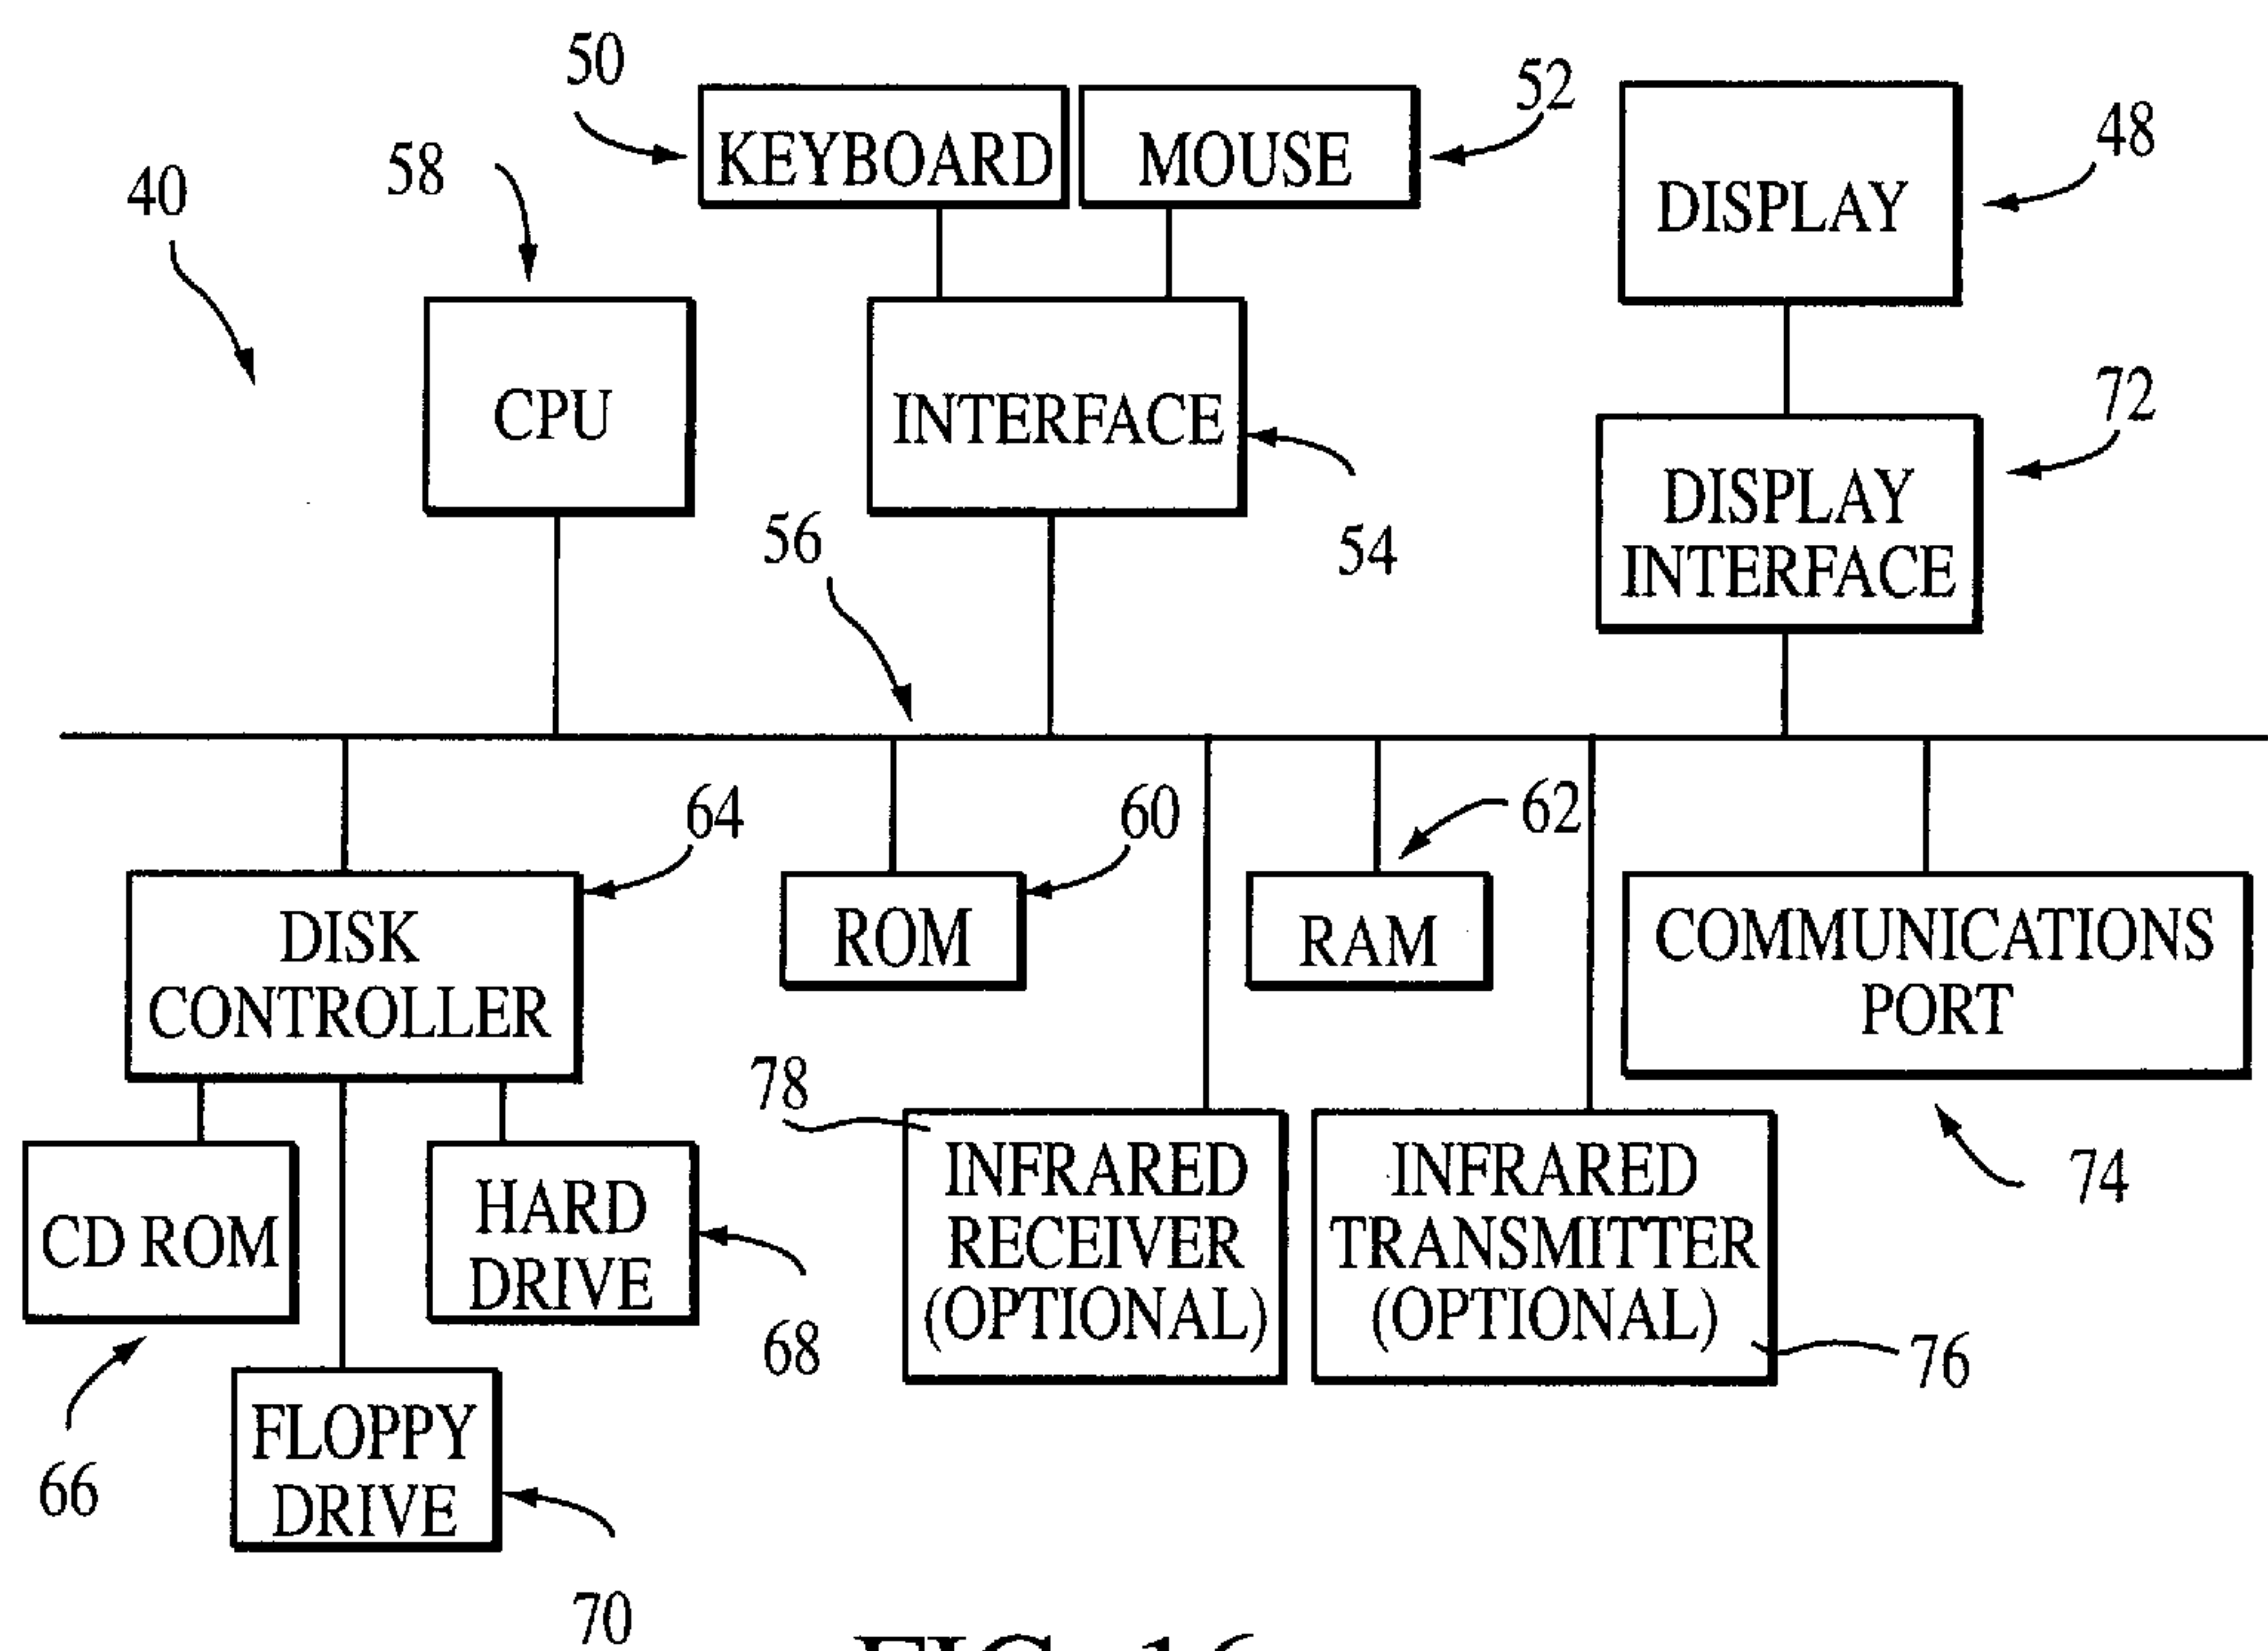 50
KEYBOARD
MOUSE
52
48
DISPLAY
58
40
CPU
INTERFACE
54
72
DISPLAY
INTERFACE
56
64
60
62
DISK
CONTROLLER
ROM
RAM
COMMUNICATIONS
PORT
74
78
INFRARED
RECEIVER
(OPTIONAL)
INFRARED
TRANSMITTER
(OPTIONAL)
76
CD ROM
66
HARD
DRIVE
68
FLOPPY
DRIVE
70
FIG. 16